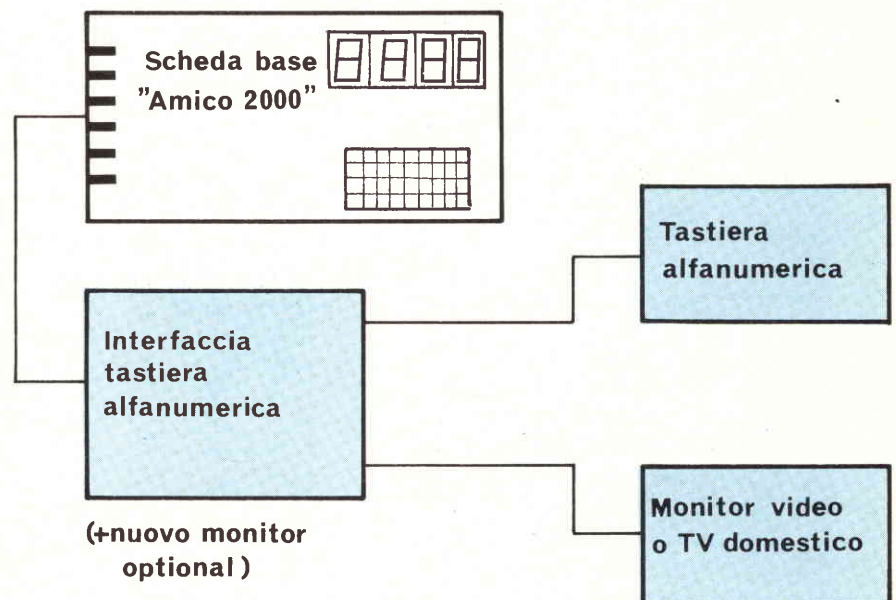 Scheda base
"Amico 2000"
Tastiera
alfanumerica
Interfaccia
tastiera
alfanumerica
(+nuovo monitor
optional)
Monitor video
o TV domestico